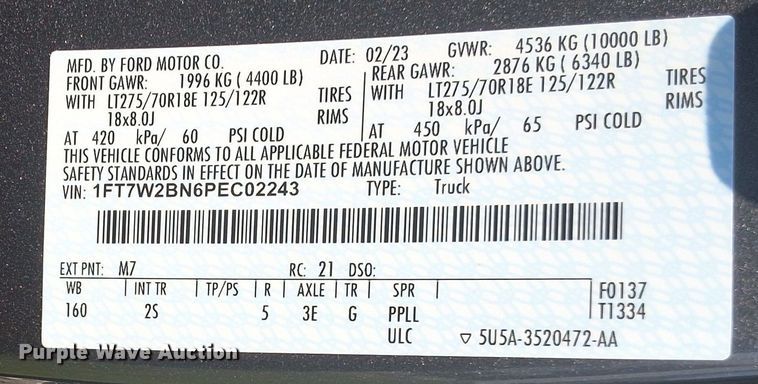 MFD. BY FORD MOTOR CO. DATE: 02/23 GVWR: 4536 KG (10000 LB)
FRONT GAWR: 1996 KG ( 4400 LB) REAR GAWR: 2876 KG ( 6340 LB)
WITH LT275/70R18E 125/122R TIRES WITH LT275/70R18E 125/122R TIRES
18x8.0J RIMS 18x8.0J RIMS
AT 420 kPa/ 60 PSI COLD AT 450 kPa/ 65 PSI COLD
THIS VEHICLE CONFORMS TO ALL APPLICABLE FEDERAL MOTOR VEHICLE
SAFETY STANDARDS IN EFFECT ON THE DATE OF MANUFACTURE SHOWN ABOVE.
VIN: 1FT7W2BN6PEC02243 TYPE: Truck
EXT PNT: M7 RC: 21 DSO:
WB INT TR TP/PS R AXLE TR SPR F0137
160 2S 5 3E G PPLL T1334
ULC ▽ 5U5A-3520472-AA
Purple Wave Auction